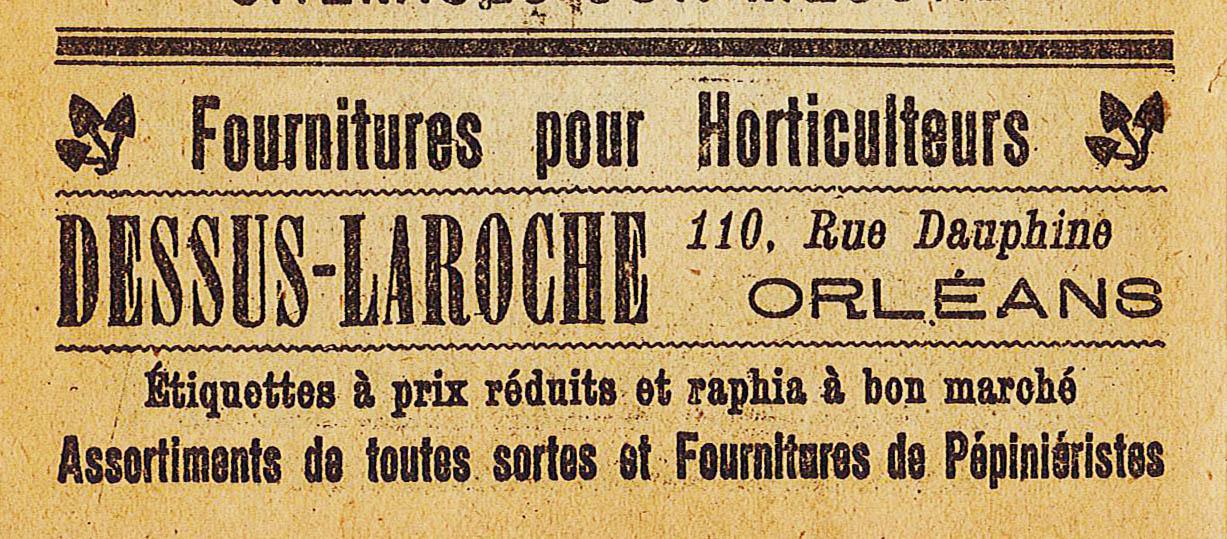 Fournitures pour Horticulteurs
DESSUS-LAROCHE
110, Rue Dauphine
ORLÉANS
Étiquettes à prix réduits et raphia à bon marché
Assortiments de toutes sortes et Fournitures de Pépiniéristes